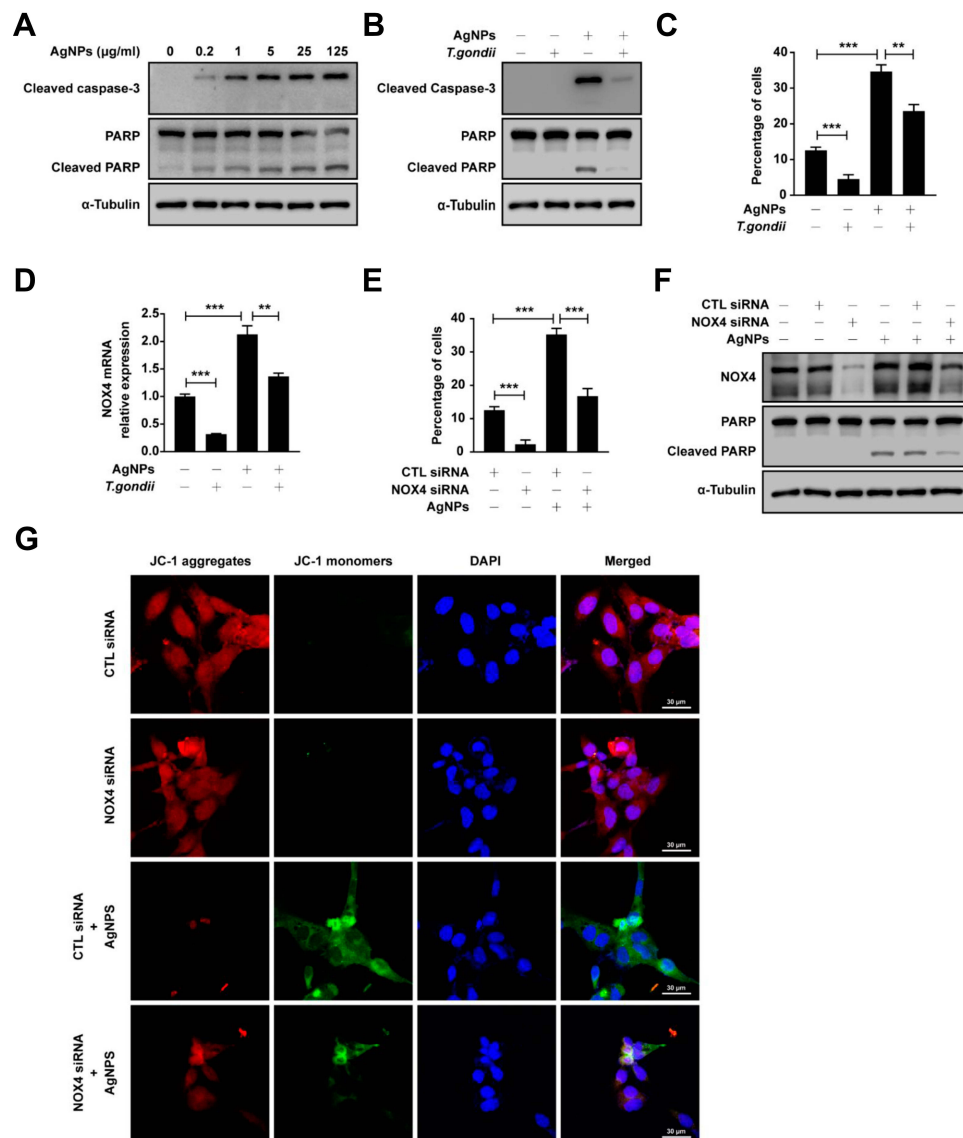 A
AgNPs (μg/ml) 0 0.2 1 5 25 125
Cleaved caspase-3
PARP
Cleaved PARP
α-Tubulin
B
AgNPs – – + +
T.gondii – + – +
Cleaved Caspase-3
PARP
Cleaved PARP
α-Tubulin
C
Percentage of cells
40
30
20
10
0
*** **
***
AgNPs – – + +
T.gondii – + – +
D
NOX4 mRNA
relative expression
2.5
2.0
1.5
1.0
0.5
0.0
*** **
***
AgNPs – – + +
T.gondii – + – +
E
Percentage of cells
40
30
20
10
0
*** ***
***
CTL siRNA + – + –
NOX4 siRNA – + – +
AgNPs – – + +
F
CTL siRNA – + – – + –
NOX4 siRNA – – + – – +
AgNPs – – – + + +
NOX4
PARP
Cleaved PARP
α-Tubulin
G
JC-1 aggregates JC-1 monomers DAPI Merged
CTL siRNA
30 μm
NOX4 siRNA
30 μm
CTL siRNA
+
AgNPS
30 μm
NOX4 siRNA
+
AgNPS
30 μm